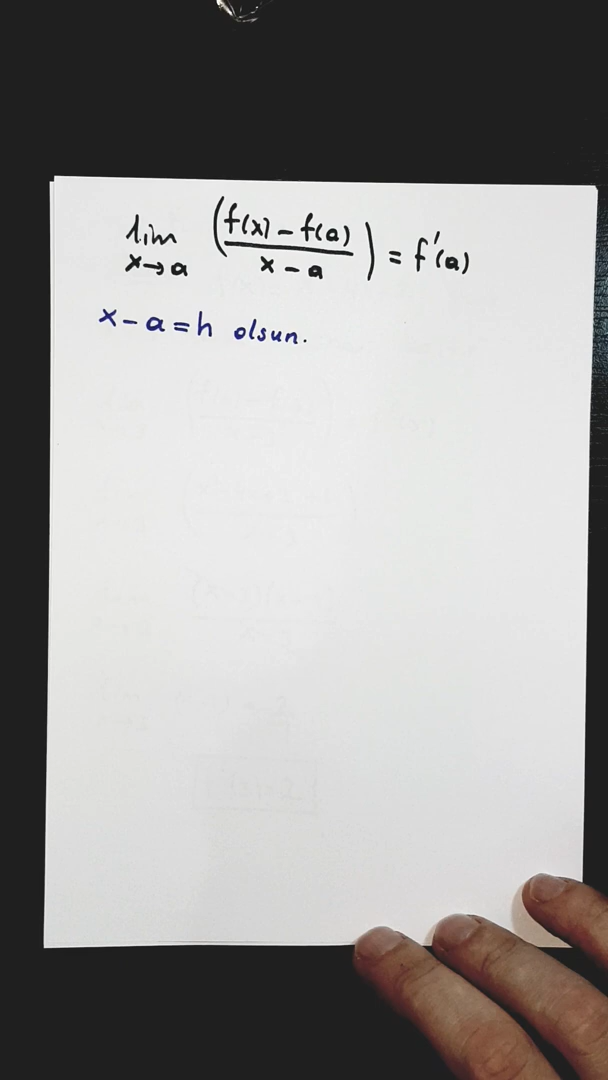 lim x→a (f(x) - f(a) / x - a) = f'(a)
x - a = h olsun.